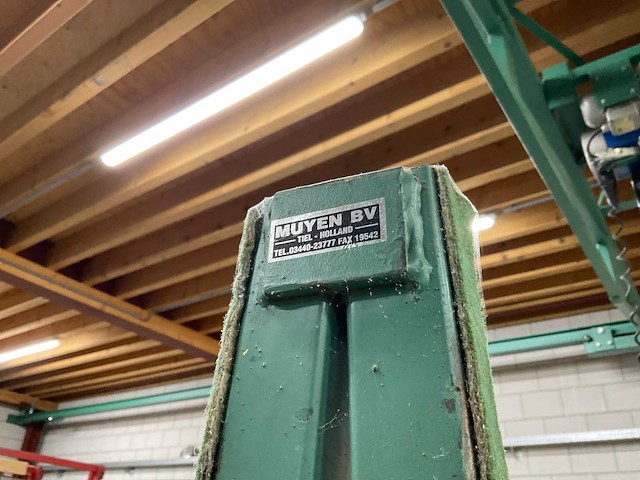 MUYEN BV
TIEL - HOLLAND
TEL.03440-23777 FAX 19542